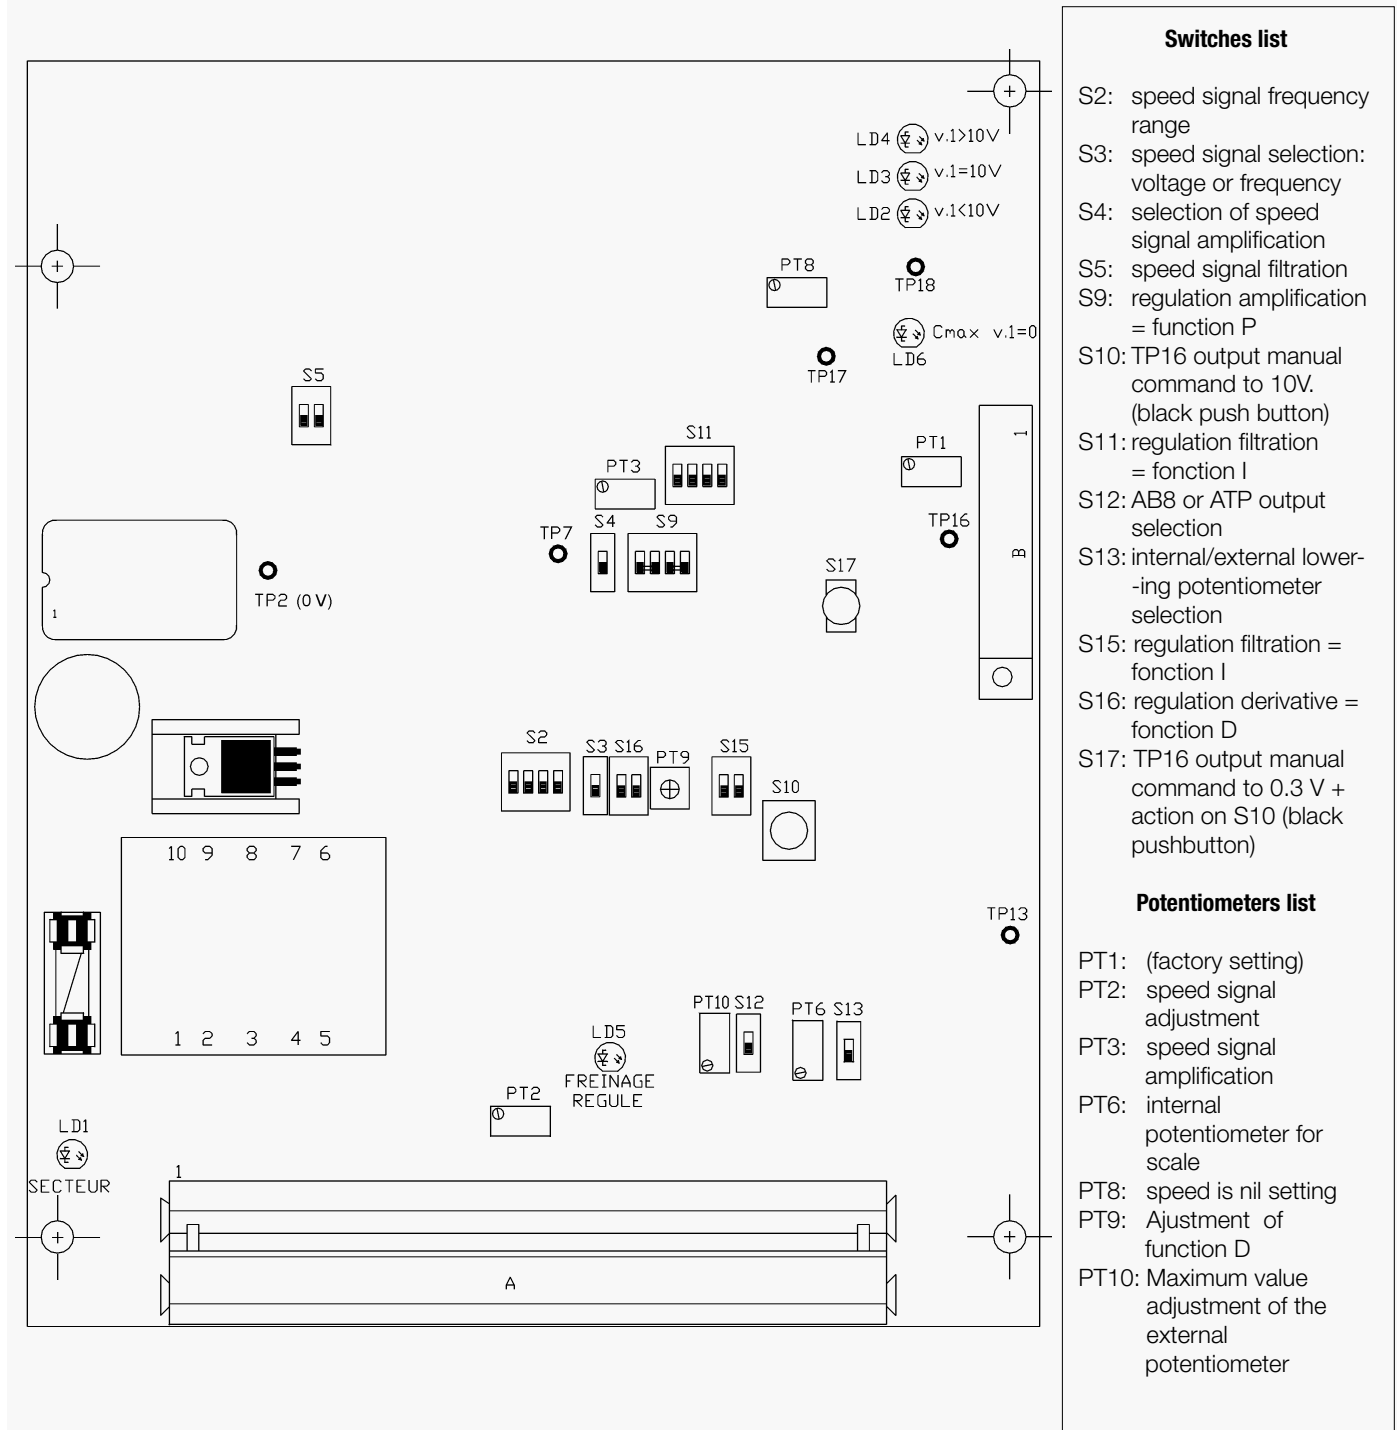 LD4 v.1>10V
LD3 v.1=10V
LD2 v.1<10V
PT8
TP18
Cmax v.1=0
LD6
TP17
S5
S11
PT1
1
PT3
TP16
TP7
S4
S9
B
S17
TP2 (0V)
1
S2
S3 S16 PT9
S15
S10
10 9 8 7 6
TP13
1 2 3 4 5
PT10 S12
PT6 S13
LD5
FREINAGE
REGULE
PT2
LD1
SECTEUR
1
A
Switches list
S2: speed signal frequency
range
S3: speed signal selection:
voltage or frequency
S4: selection of speed
signal amplification
S5: speed signal filtration
S9: regulation amplification
= function P
S10: TP16 output manual
command to 10V.
(black push button)
S11: regulation filtration
= fonction I
S12: AB8 or ATP output
selection
S13: internal/external lower-
-ing potentiometer
selection
S15: regulation filtration =
fonction I
S16: regulation derivative =
fonction D
S17: TP16 output manual
command to 0.3 V +
action on S10 (black
pushbutton)
Potentiometers list
PT1: (factory setting)
PT2: speed signal
adjustment
PT3: speed signal
amplification
PT6: internal
potentiometer for
scale
PT8: speed is nil setting
PT9: Ajustment of
function D
PT10: Maximum value
adjustment of the
external
potentiometer